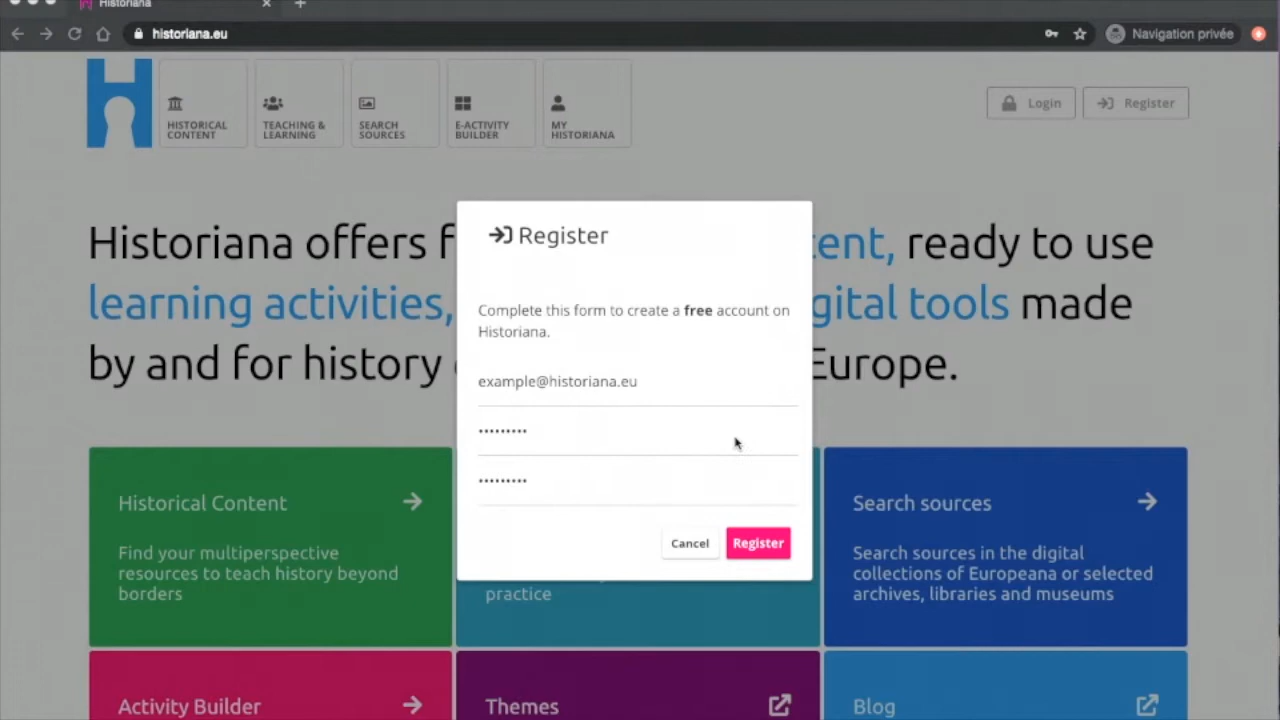 Historiana
historiana.eu
Navigation privée
HISTORICAL
CONTENT
TEACHING &
LEARNING
SEARCH
SOURCES
E-ACTIVITY
BUILDER
MY
HISTORIANA
Login
Register
Historiana offers f
tent, ready to use
learning activities,
gital tools made
by and for history
Europe.
Register
Complete this form to create a free account on
Historiana.
example@historiana.eu
•••••••••
•••••••••
Cancel
Register
Historical Content
Find your multiperspective
resources to teach history beyond
borders
practice
Search sources
Search sources in the digital
collections of Europeana or selected
archives, libraries and museums
Activity Builder
Themes
Blog